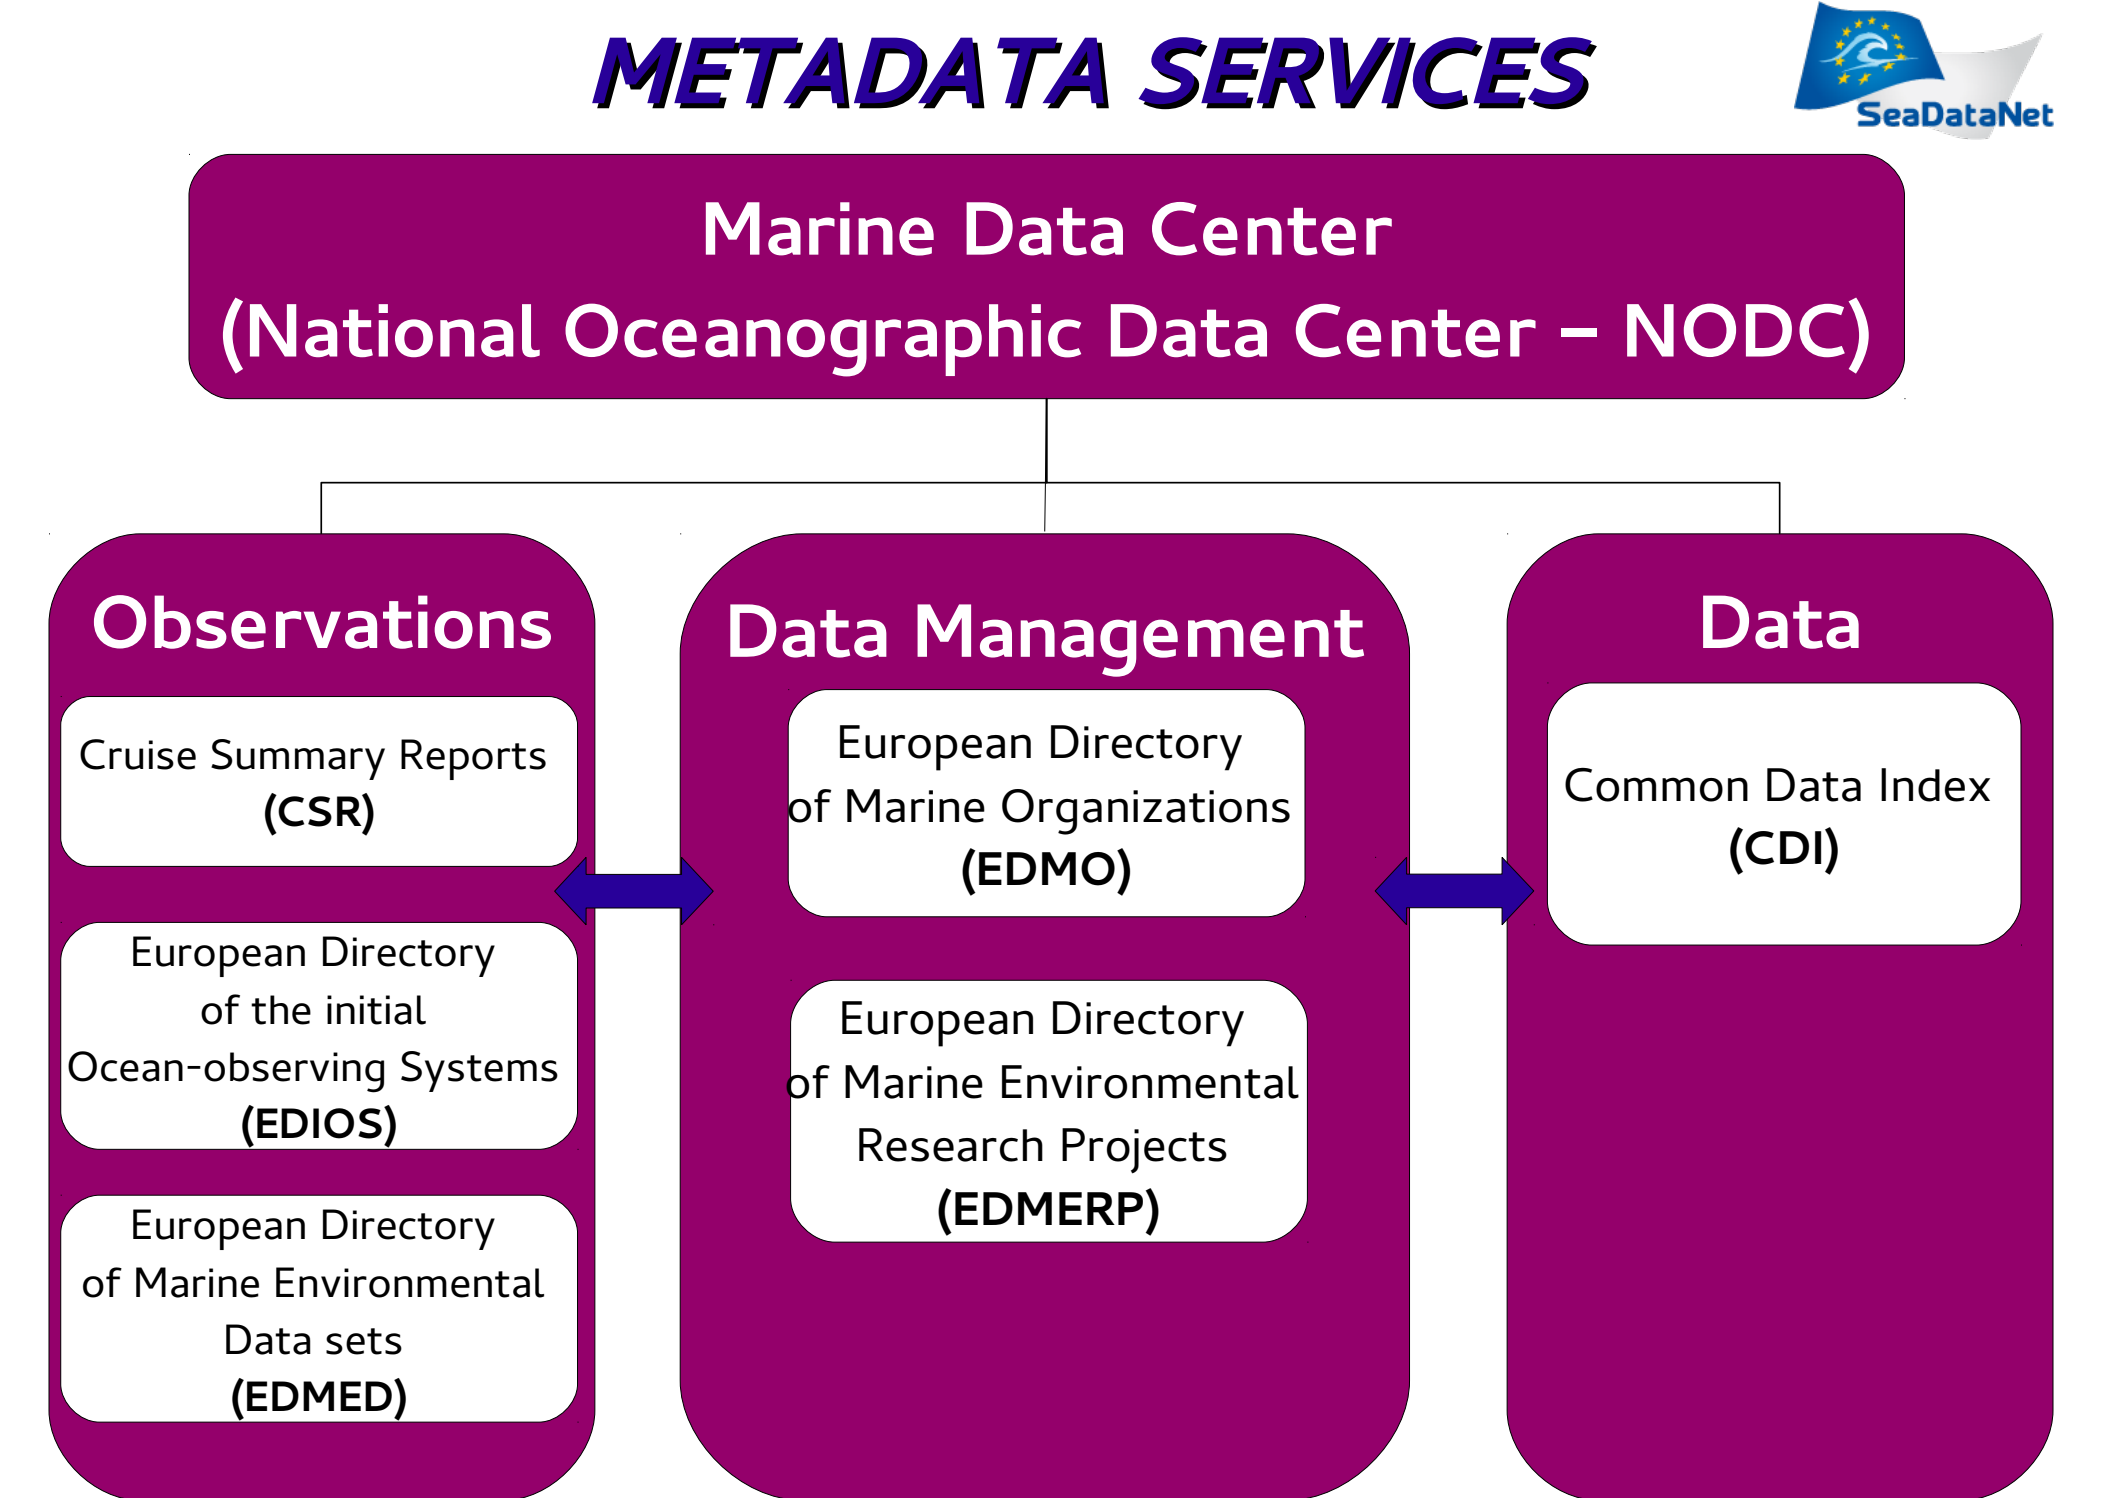 METADATA SERVICES
SeaDataNet
Marine Data Center
(National Oceanographic Data Center – NODC)
Observations
Cruise Summary Reports
(CSR)
European Directory
of the initial
Ocean-observing Systems
(EDIOS)
European Directory
of Marine Environmental
Data sets
(EDMED)
Data Management
European Directory
of Marine Organizations
(EDMO)
European Directory
of Marine Environmental
Research Projects
(EDMERP)
Data
Common Data Index
(CDI)